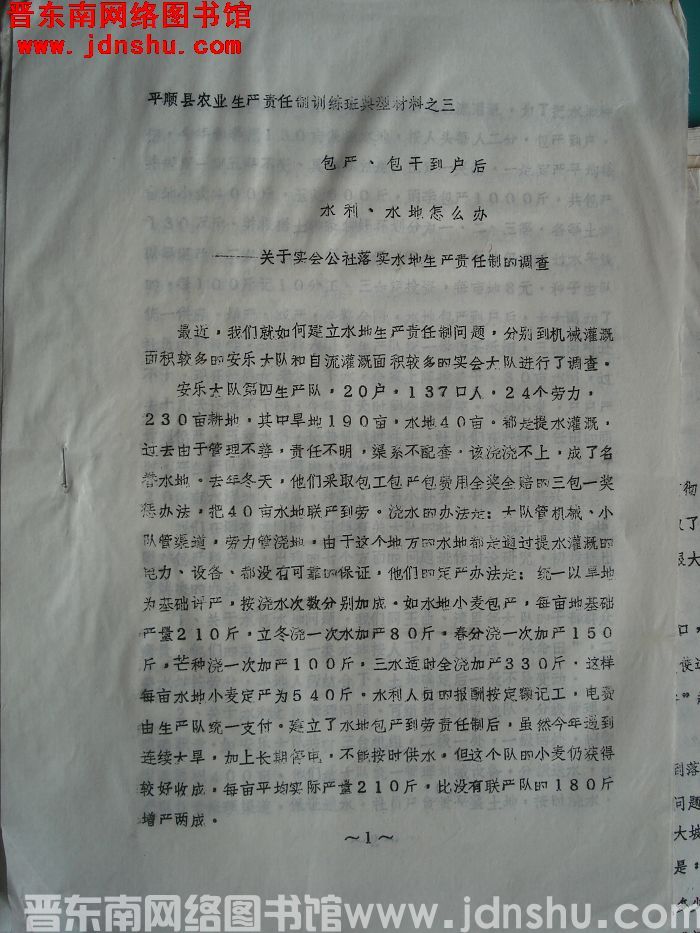 晋东南网络图书馆
www.jdnshu.com
平顺县农业生产责任制训练班典型材料之三
包产、包干到户后
水利、水地怎么办
——关于实会公社落实水地生产责任制的调查
最近，我们就如何建立水地生产责任制问题，分别到机械灌溉
面积较多的安乐大队和自流灌溉面积较多的实会大队进行了调查。
安乐大队第四生产队，20户，137口人，24个劳力，
230亩耕地，其中旱地190亩，水地40亩。都是提水灌溉，
过去由于管理不善，责任不明，渠系不配套。该浇浇不上，成了名
誉水地。去年冬天，他们采取包工包产包费用全奖全赔的三包一奖
惩办法，把40亩水地联产到劳。浇水的办法是：大队管机械、小
队管渠道，劳力管浇地，由于这个地方的水地都是通过提水灌溉的
电力、设备、都没有可靠的保证，他们的定产办法是：统一以旱地
为基础评产，按浇水次数分别加成。如水地小麦包产，每亩地基础
产量210斤，立冬浇一次水加产80斤。春分浇一次加产150
斤，芒种浇一次加产100斤，三水适时全浇加产330斤，这样
每亩水地小麦定产为540斤。水利人员的报酬按定额记工，电费
由生产队统一支付。建立了水地包产到劳责任制后，虽然今年遇到
连续大旱，加上长期停电，不能按时供水，但这个队的小麦仍获得
较好收成，每亩平均实际产量210斤，比没有联产队的180斤
增产两成。
～1～
晋东南网络图书馆 www.jdnshu.com